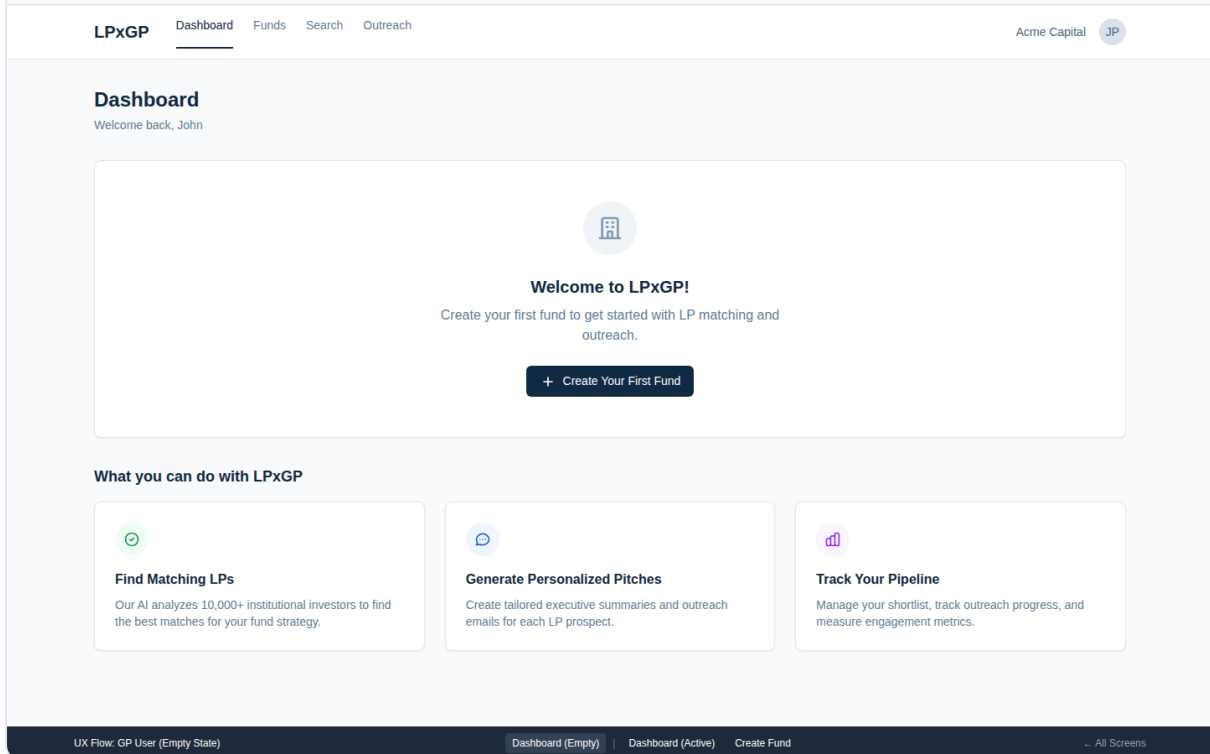 LPxGP
Dashboard Funds Search Outreach
Acme Capital JP
Dashboard
Welcome back, John
Welcome to LPxGP!
Create your first fund to get started with LP matching and
outreach.
Create Your First Fund
What you can do with LPxGP
Find Matching LPs
Our AI analyzes 10,000+ institutional investors to find
the best matches for your fund strategy.
Generate Personalized Pitches
Create tailored executive summaries and outreach
emails for each LP prospect.
Track Your Pipeline
Manage your shortlist, track outreach progress, and
measure engagement metrics.
UX Flow: GP User (Empty State)
Dashboard (Empty) | Dashboard (Active) Create Fund
← All Screens